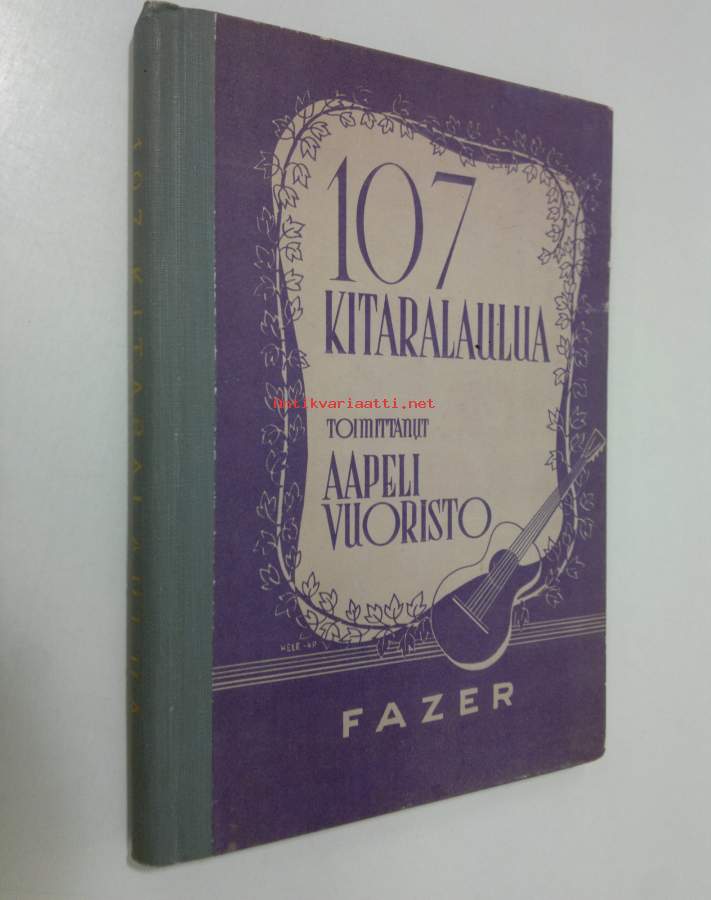 107
KITARALAULUA
Antikvariaatti.net
TOIMITTANUT
AAPELI
VUORISTO
FAZER
107 KITARALAULUA